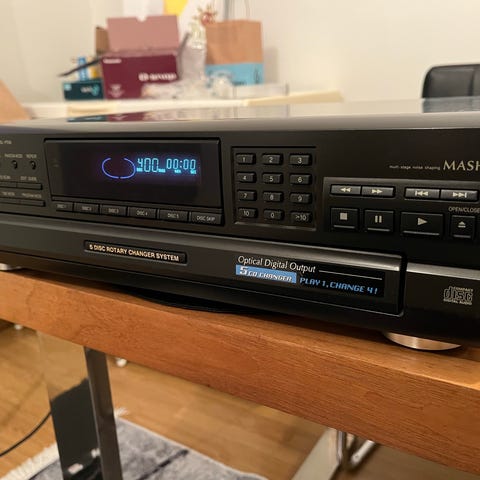 multi-stage noise shaping MASH
REPEAT
400 00:00
1 2 3
4 5 6
7 8 9
10 0 >10
DISC 1 DISC 2 DISC 3 DISC 4 DISC 5 DISC SKIP
OPEN/CLOSE
5 DISC ROTARY CHANGER SYSTEM
Optical Digital Output
5 CD CHANGER, PLAY 1, CHANGE 4!
COMPACT
disc
DIGITAL AUDIO